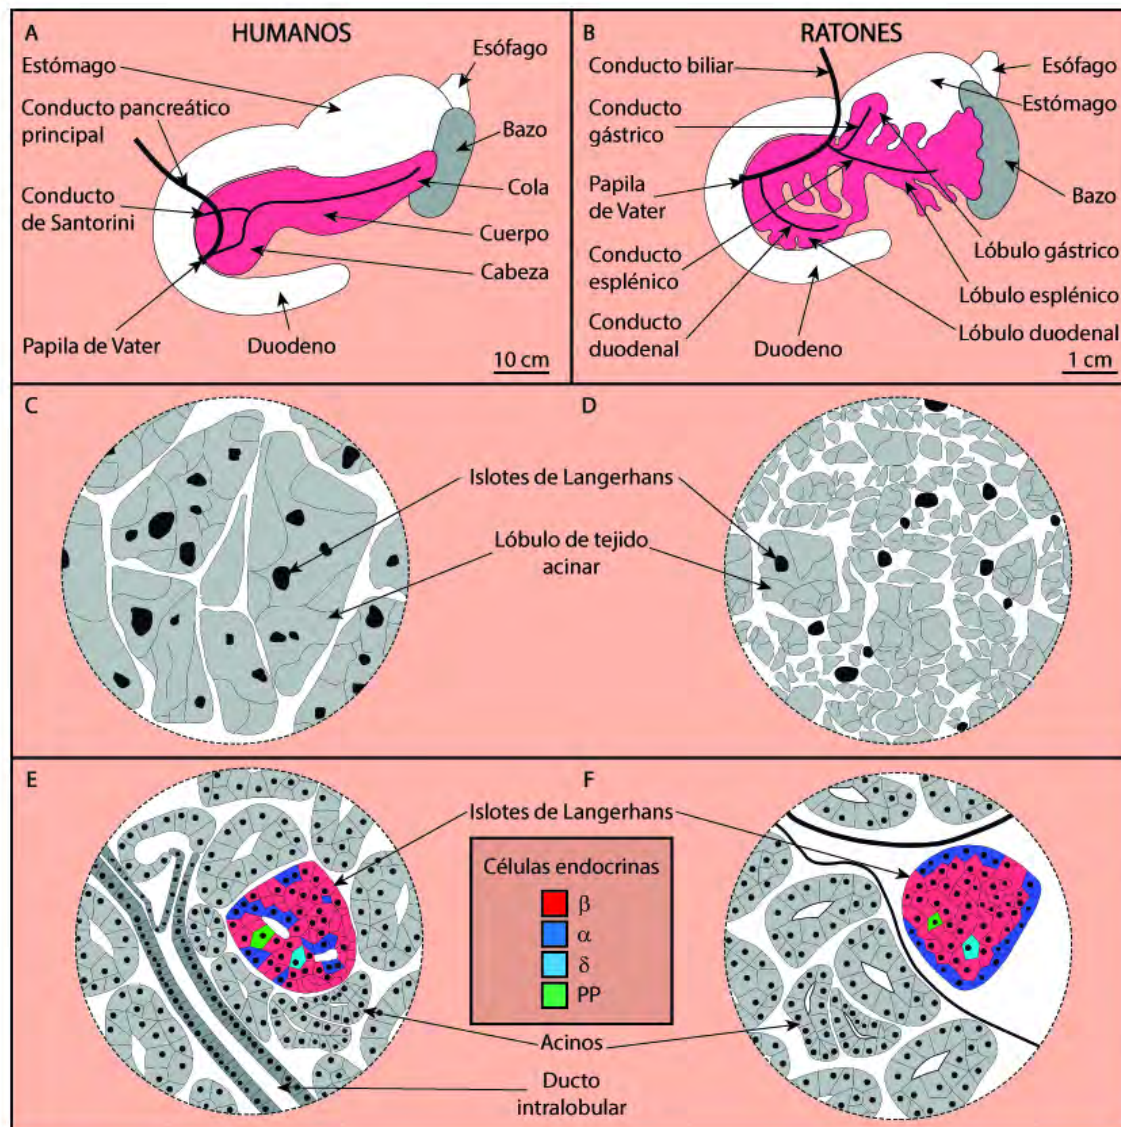 A
HUMANOS
Estómago
Esófago
Conducto pancreático
principal
Bazo
Conducto
de Santorini
Cola
Cuerpo
Cabeza
Papila de Vater
Duodeno
10 cm
B
RATONES
Conducto biliar
Esófago
Conducto
gástrico
Estómago
Papila
de Vater
Bazo
Conducto
esplénico
Lóbulo gástrico
Lóbulo esplénico
Conducto
duodenal
Duodeno
Lóbulo duodenal
1 cm
C
D
Islotes de Langerhans
Lóbulo de tejido
acinar
E
F
Islotes de Langerhans
Células endocrinas
β
α
δ
PP
Acinos
Ducto
intralobular